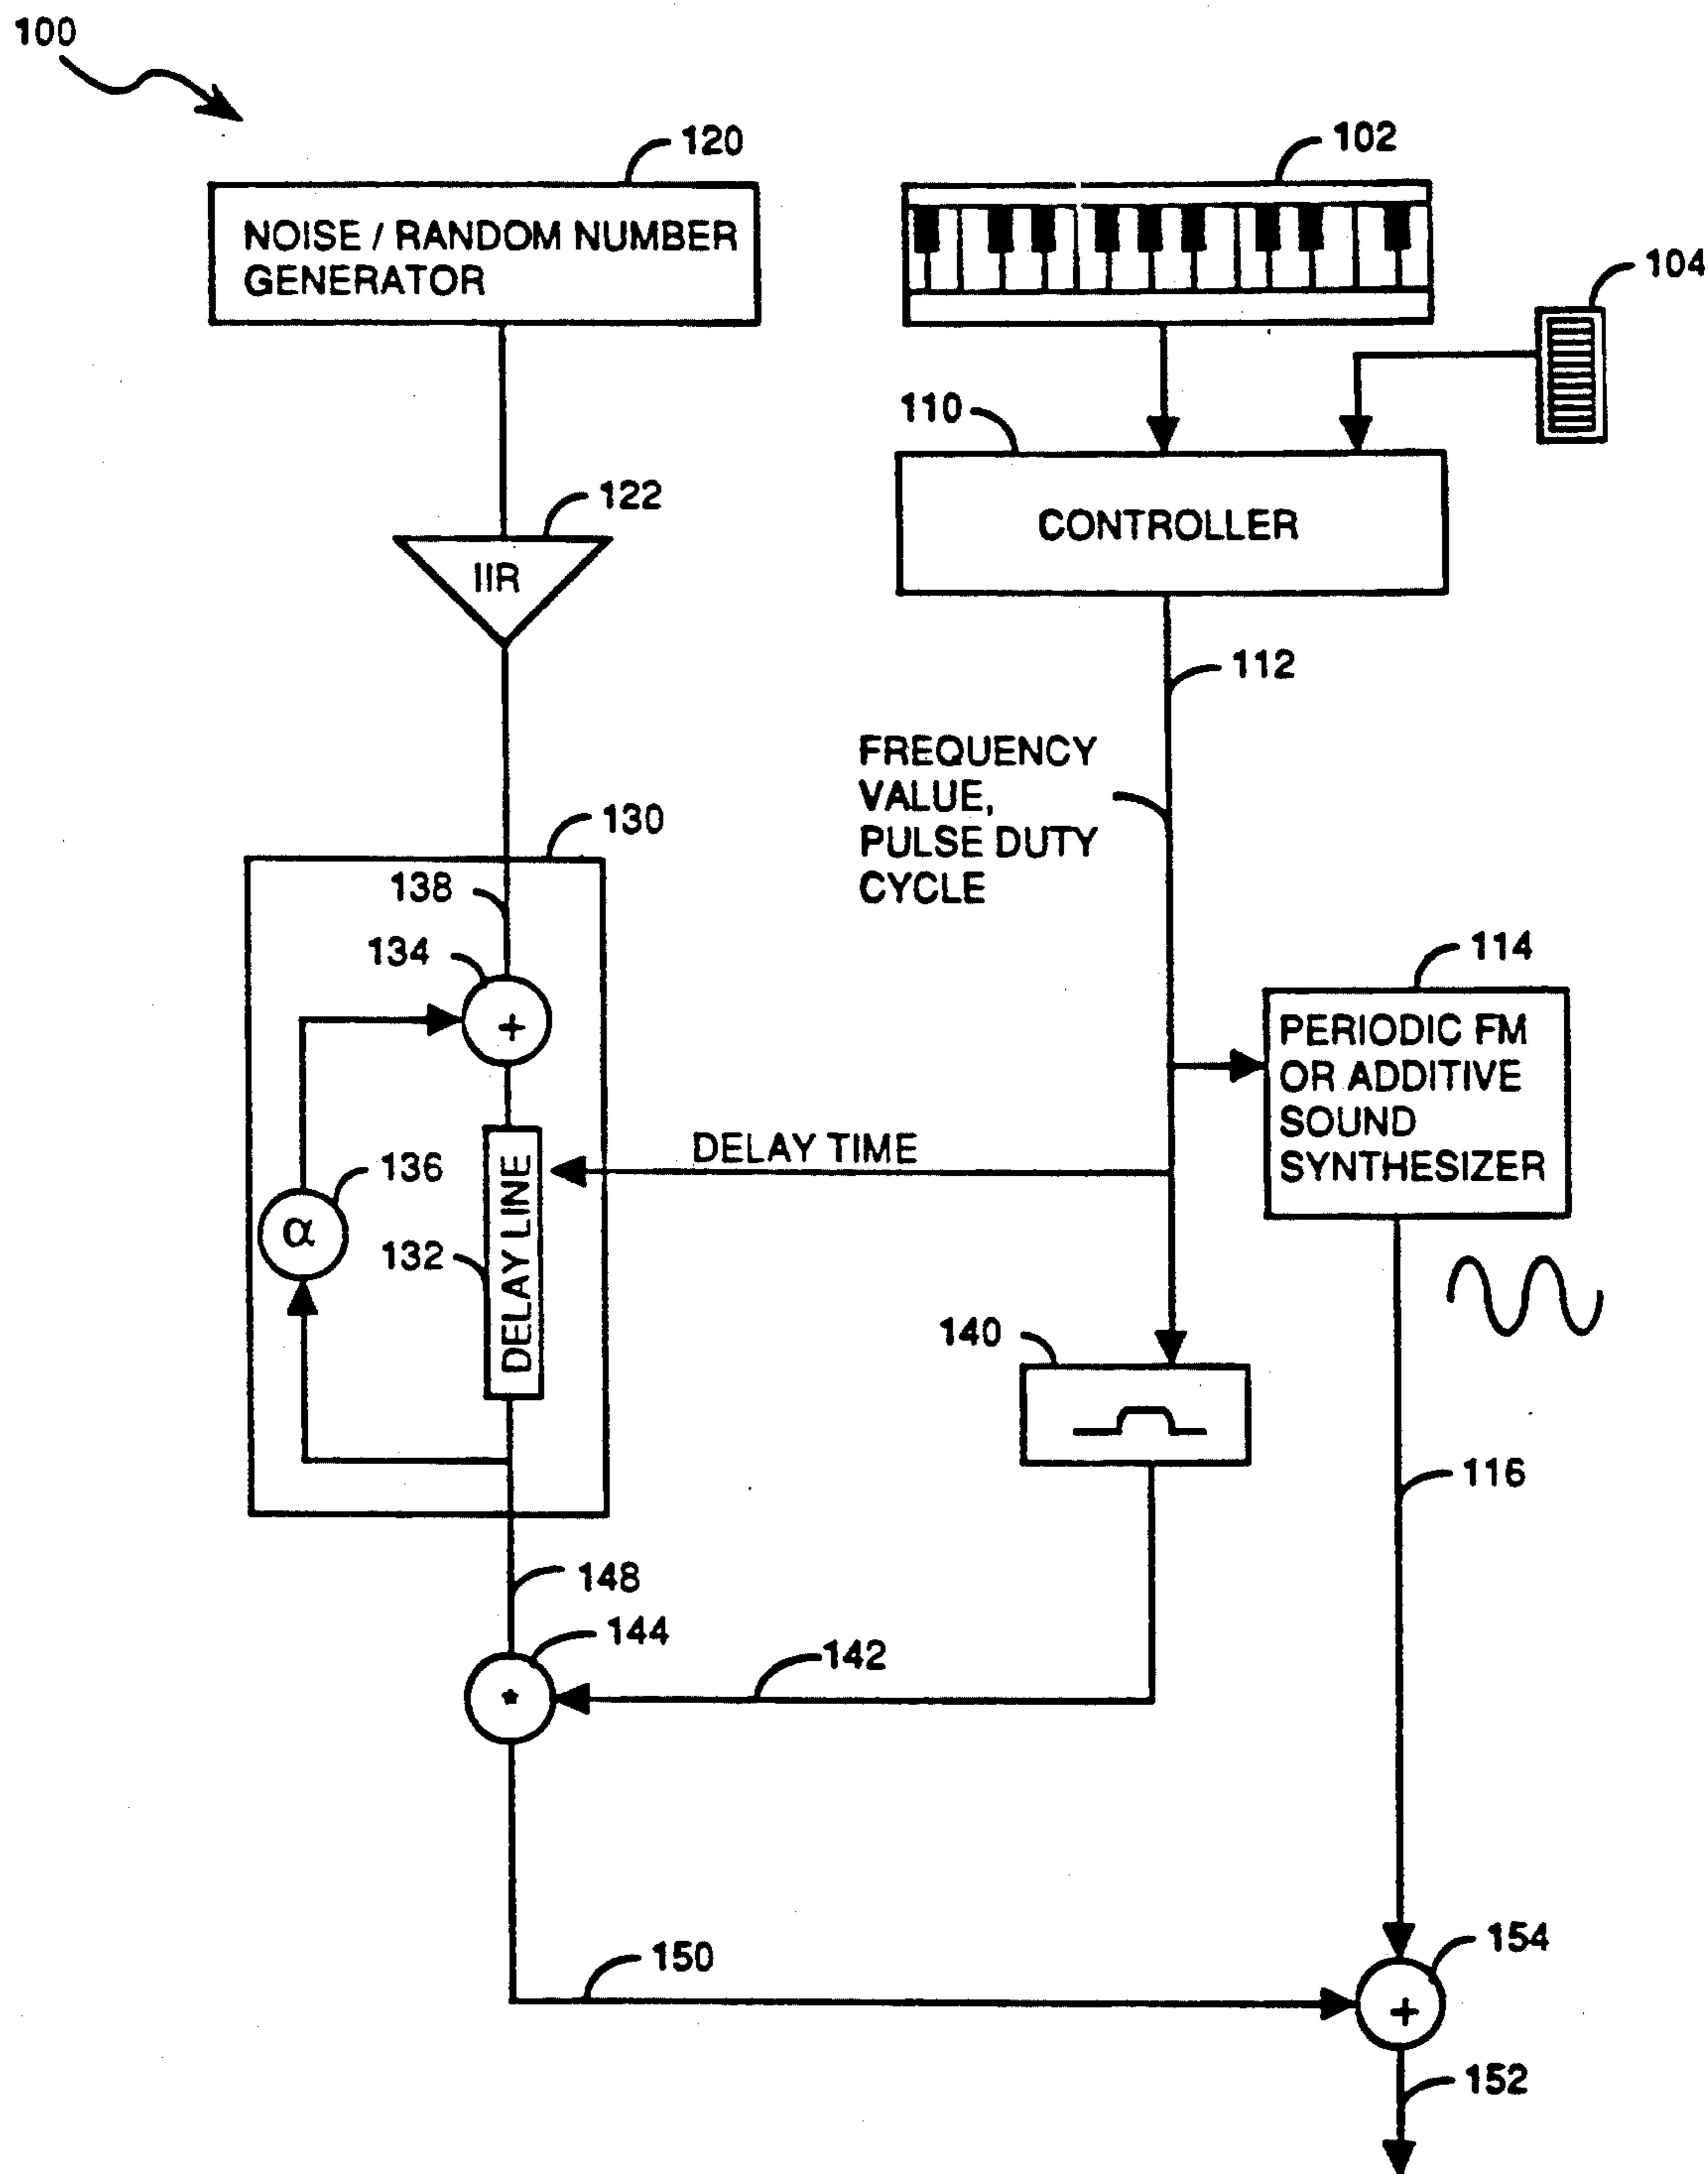 100
120
102
NOISE / RANDOM NUMBER
GENERATOR
104
110
CONTROLLER
122
IIR
112
FREQUENCY
VALUE,
PULSE DUTY
CYCLE
130
138
134
+
114
PERIODIC FM
OR ADDITIVE
SOUND
SYNTHESIZER
DELAY TIME
136
α
132
DELAY LINE
140
116
148
144
*
142
150
154
+
152